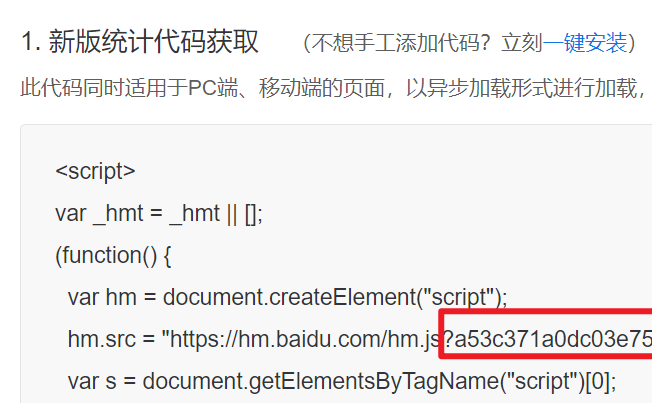 1. 新版统计代码获取 （不想手工添加代码？立刻一键安装）
此代码同时适用于PC端、移动端的页面，以异步加载形式进行加载，
<script>
var _hmt = _hmt || [];
(function() {
var hm = document.createElement("script");
hm.src = "https://hm.baidu.com/hm.js?a53c371a0dc03e75
var s = document.getElementsByTagName("script")[0];